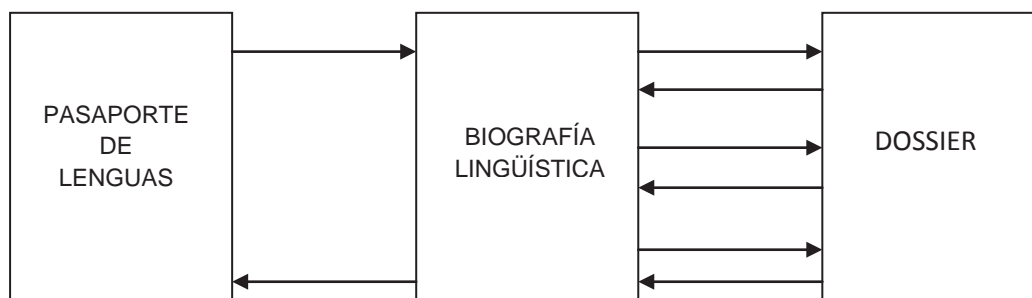 PASAPORTE
DE
LENGUAS
BIOGRAFÍA
LINGÜÍSTICA
DOSSIER